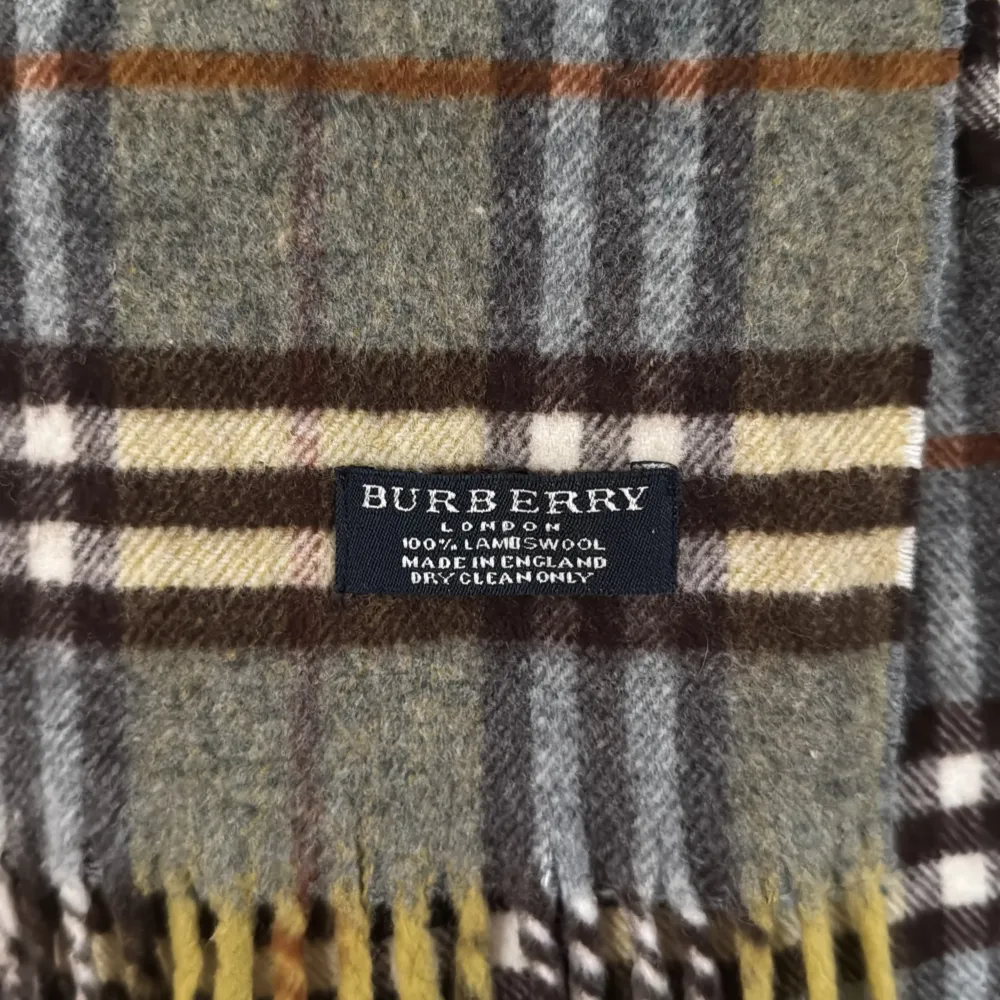 BURBERRY
LONDON
100% LAMBSWOOL
MADE IN ENGLAND
DRY CLEAN ONLY